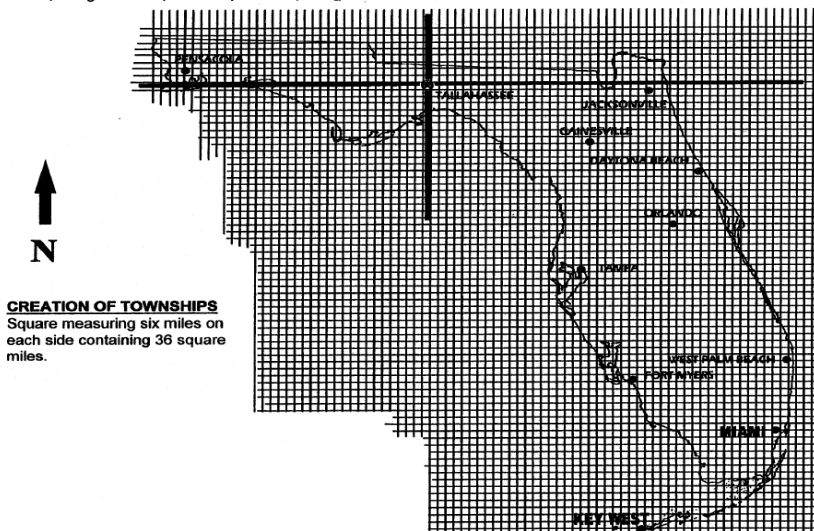 PENSACOLA
TALLAHASSEE
JACKSONVILLE
GAINESVILLE
DAYTONA BEACH
ORLANDO
N
TAMPA
CREATION OF TOWNSHIPS
Square measuring six miles on
each side containing 36 square
miles.
WEST PALM BEACH
FORT MYERS
MIAMI
KEY WEST